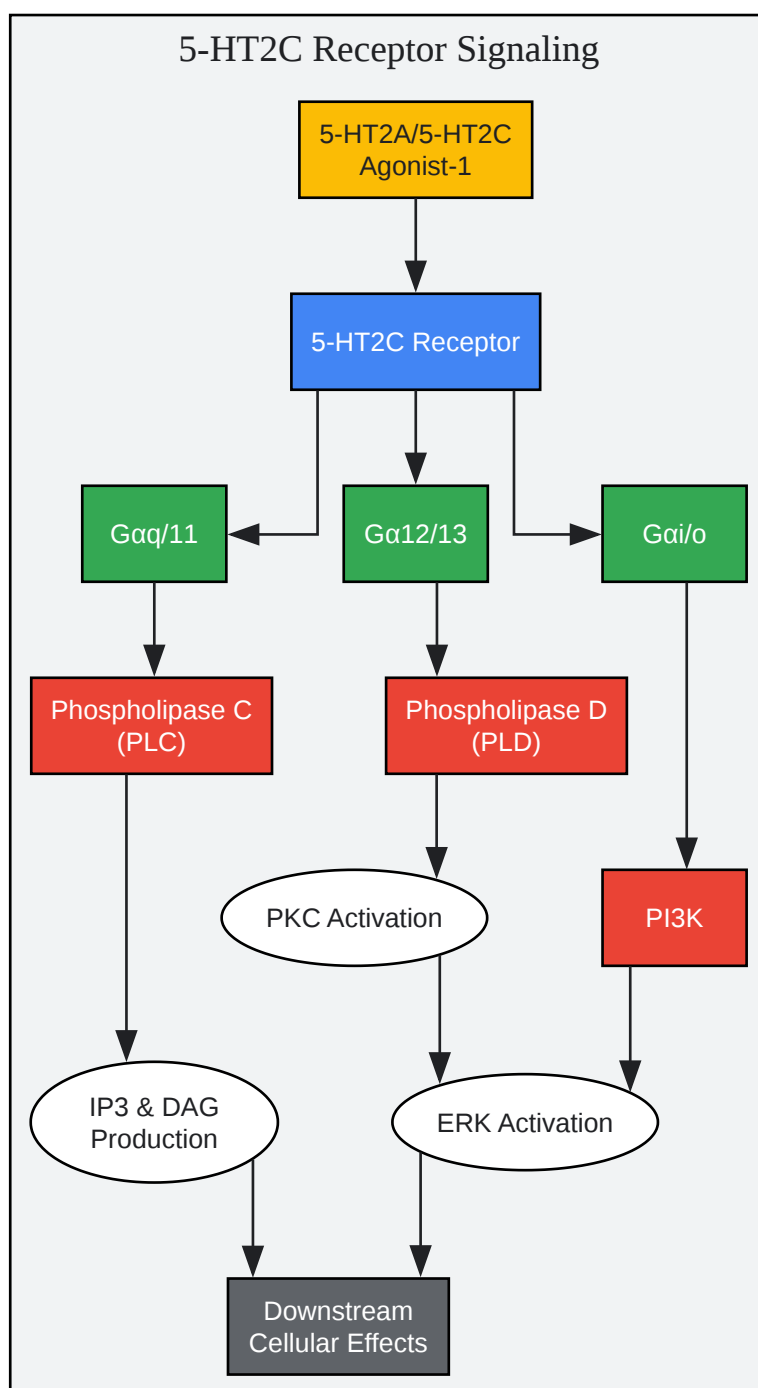 5-HT2C Receptor Signaling
5-HT2A/5-HT2C
Agonist-1
5-HT2C Receptor
Gαq/11
Gα12/13
Gαi/o
Phospholipase C
(PLC)
Phospholipase D
(PLD)
PKC Activation
PI3K
IP3 & DAG
Production
ERK Activation
Downstream
Cellular Effects